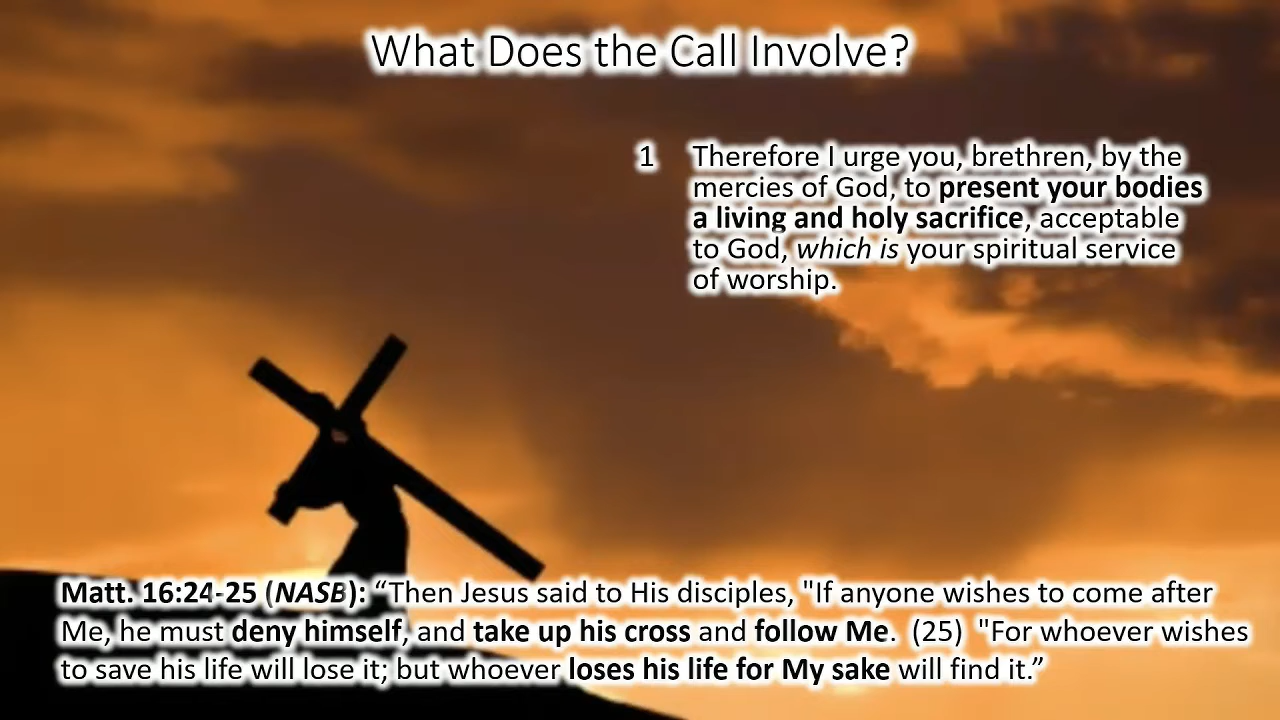 What Does the Call Involve?
1 Therefore I urge you, brethren, by the
mercies of God, to present your bodies
a living and holy sacrifice, acceptable
to God, which is your spiritual service
of worship.
Matt. 16:24-25 (NASB): “Then Jesus said to His disciples, "If anyone wishes to come after
Me, he must deny himself, and take up his cross and follow Me. (25) "For whoever wishes
to save his life will lose it; but whoever loses his life for My sake will find it.”